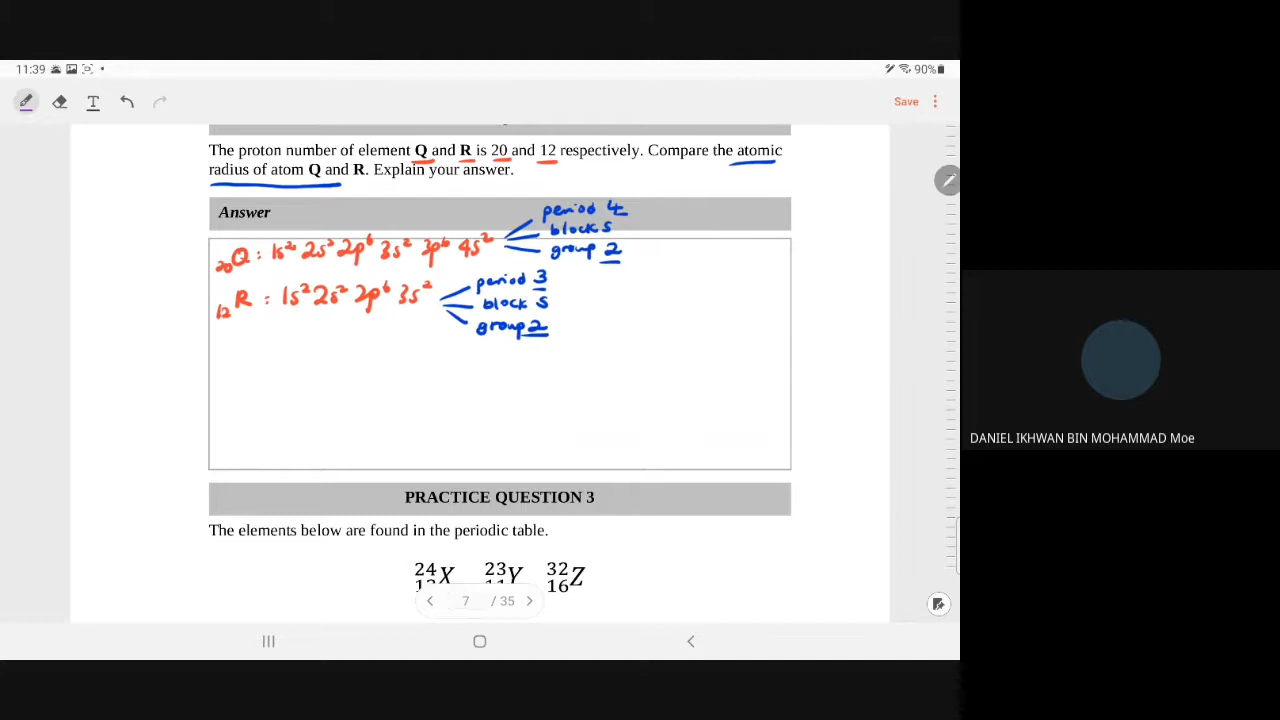 11:39
90%
Save
The proton number of element Q and R is 20 and 12 respectively. Compare the atomic
radius of atom Q and R. Explain your answer.
Answer
₂₀Q : 1s² 2s² 2p⁶ 3s² 3p⁶ 4s²
period 4
block s
group 2
₁₂R : 1s² 2s² 2p⁶ 3s²
period 3
block s
group 2
PRACTICE QUESTION 3
The elements below are found in the periodic table.
24 X 23 Y 32 16 Z
7 / 35
DANIEL IKHWAN BIN MOHAMMAD Moe